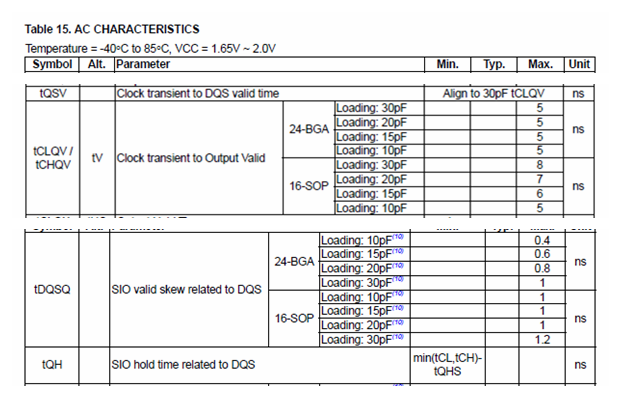 Table 15. AC CHARACTERISTICS
Temperature = -40°C to 85°C, VCC = 1.65V ~ 2.0V
Symbol Alt. Parameter Min. Typ. Max. Unit
tQSV Clock transient to DQS valid time Align to 30pF tCLQV ns
tCLQV / tCHQV tV Clock transient to Output Valid
24-BGA Loading: 30pF 5 ns
Loading: 20pF 5
Loading: 15pF 5
Loading: 10pF 5
16-SOP Loading: 30pF 8 ns
Loading: 20pF 7
Loading: 15pF 6
Loading: 10pF 5
tDQSQ SIO valid skew related to DQS
24-BGA Loading: 10pF(10) 0.4 ns
Loading: 15pF(10) 0.6
Loading: 20pF(10) 0.8
Loading: 30pF(10) 1
16-SOP Loading: 10pF(10) 1 ns
Loading: 15pF(10) 1
Loading: 20pF(10) 1
Loading: 30pF(10) 1.2
tQH SIO hold time related to DQS min(tCL,tCH)- tQHS ns